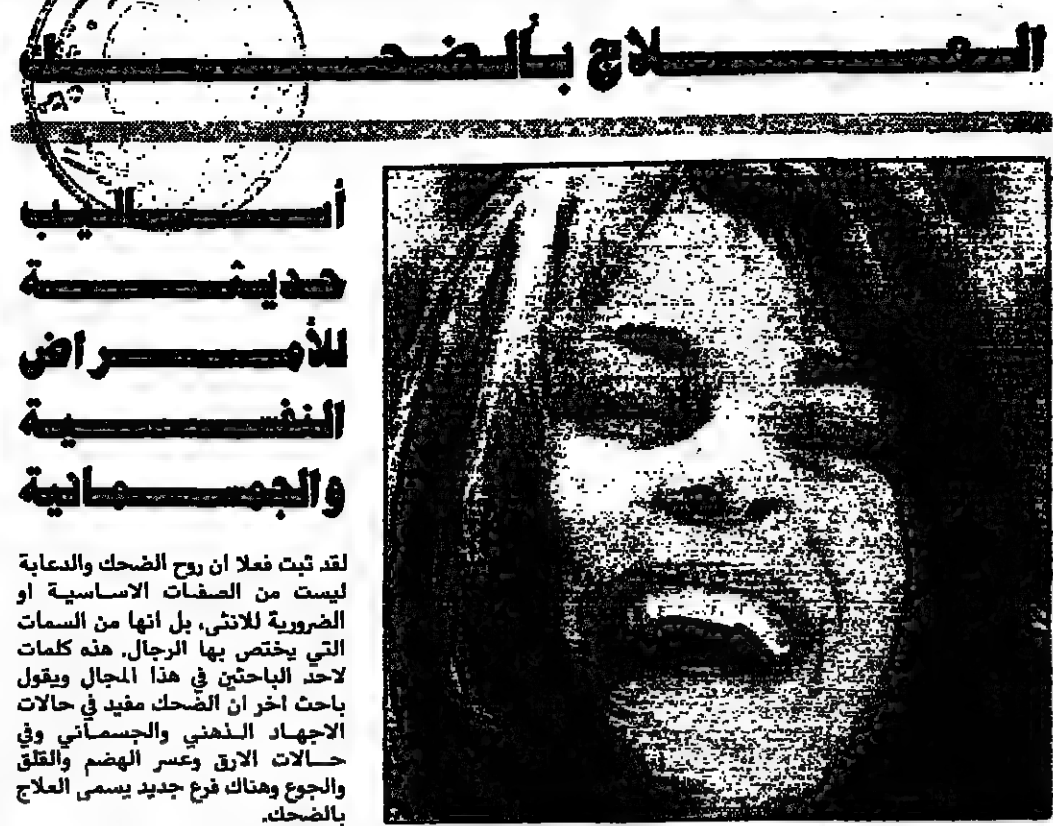 العلاج بالضحك
أساليب
حديثة
للأمراض
النفسية
والجسمانية
لقد ثبت فعلا ان روح الضحك والدعابة
ليست من الصفات الاساسية او
الضرورية للانثى، بل انها من السمات
التي يختص بها الرجال. هذه كلمات
لاحد الباحثين في هذا المجال ويقول
باحث اخر ان الضحك مفيد في حالات
الاجهاد الذهني والجسماني وفي
حالات الارق وعسر الهضم والقلق
والجوع وهناك فرع جديد يسمى العلاج
بالضحك.